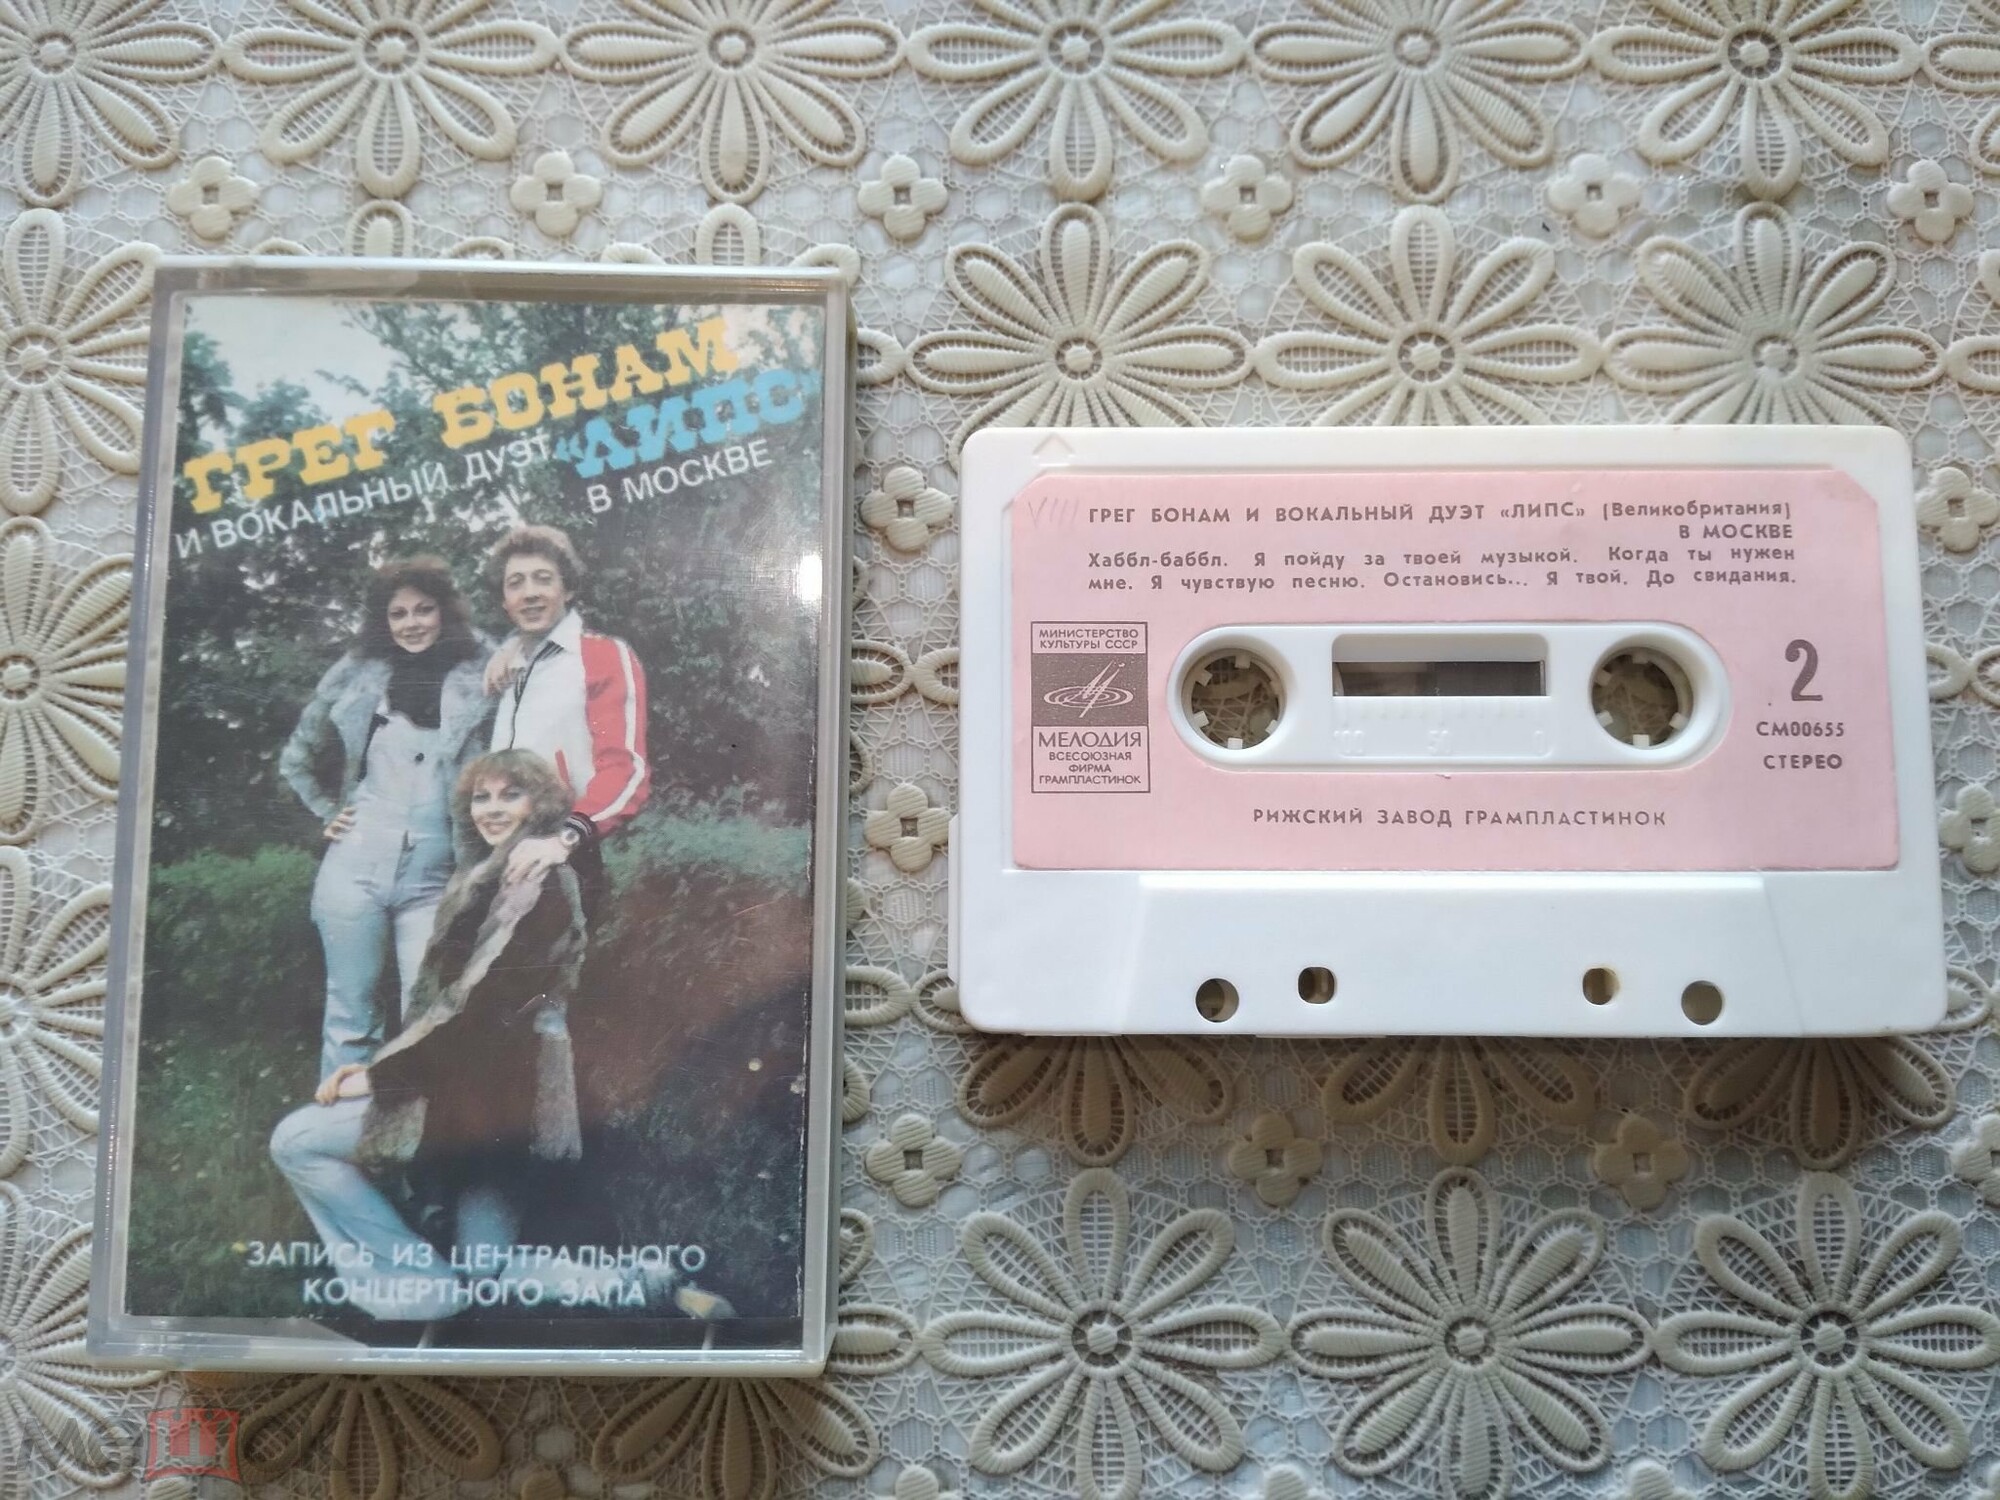 ГРЕГ БОНАМ
И ВОКАЛЬНЫЙ ДУЭТ «ЛИПС»
В МОСКВЕ
ЗАПИСЬ ИЗ ЦЕНТРАЛЬНОГО
КОНЦЕРТНОГО ЗАЛА
VIII
ГРЕГ БОНАМ И ВОКАЛЬНЫЙ ДУЭТ «ЛИПС» (Великобритания)
В МОСКВЕ
Хаббл-баббл. Я пойду за твоей музыкой. Когда ты нужен
мне. Я чувствую песню. Остановись... Я твой. До свидания.
МИНИСТЕРСТВО
КУЛЬТУРЫ СССР
МЕЛОДИЯ
ВСЕСОЮЗНАЯ
ФИРМА
ГРАМПЛАСТИНОК
100 50 0
2
СМ00655
СТЕРЕО
РИЖСКИЙ ЗАВОД ГРАМПЛАСТИНОК
мешок